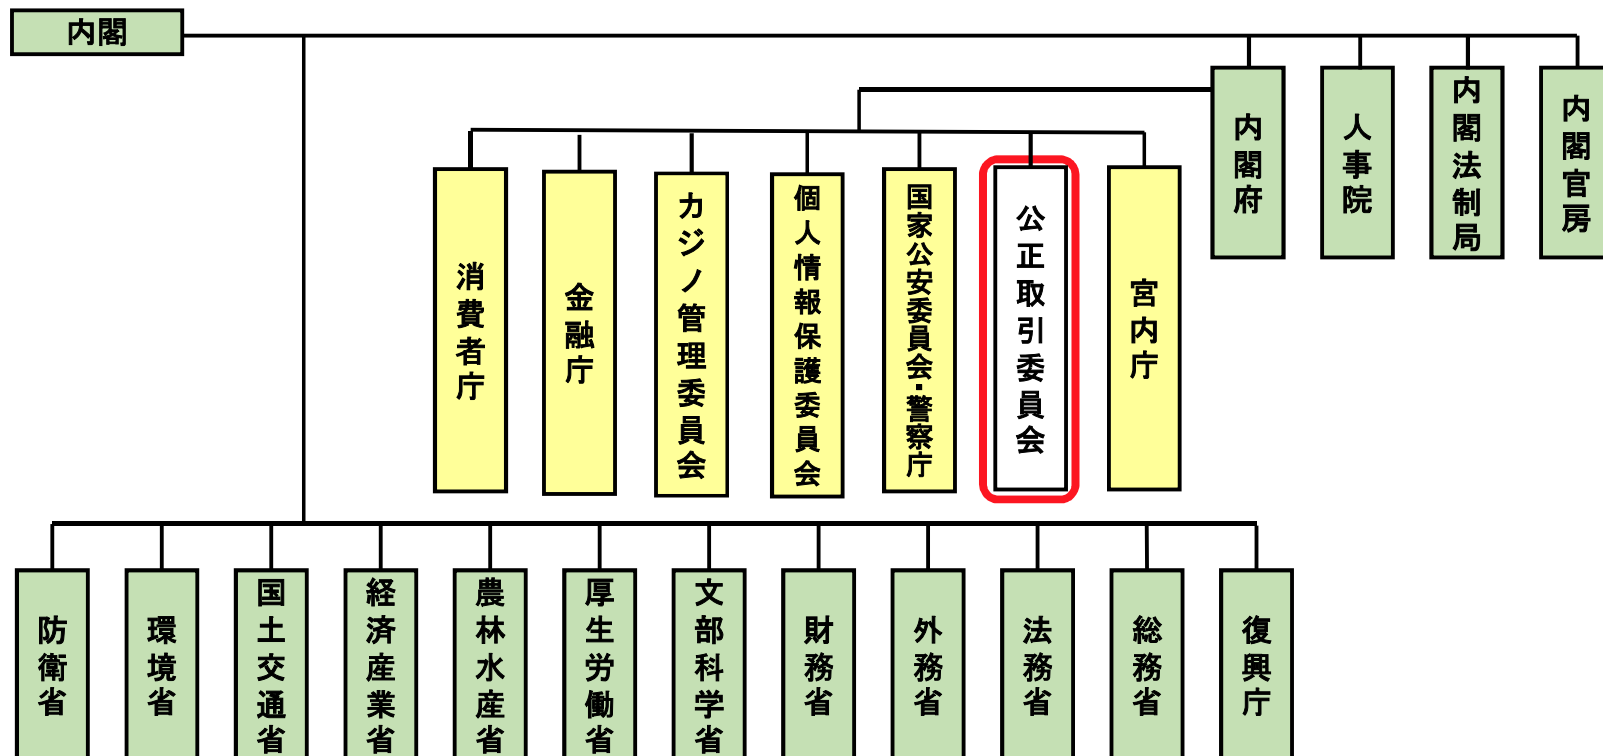 内閣
内閣官房
内閣法制局
人事院
内閣府
宮内庁
公正取引委員会
国家公安委員会・警察庁
個人情報保護委員会
カジノ管理委員会
金融庁
消費者庁
復興庁
総務省
法務省
外務省
財務省
文部科学省
厚生労働省
農林水産省
経済産業省
国土交通省
環境省
防衛省